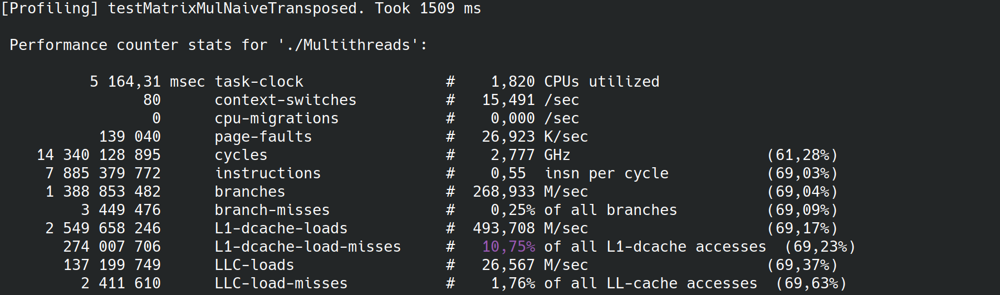 [Profiling] testMatrixMulNaiveTransposed. Took 1509 ms
Performance counter stats for './Multithreads':
5 164,31 msec task-clock # 1,820 CPUs utilized
80 context-switches # 15,491 /sec
0 cpu-migrations # 0,000 /sec
139 040 page-faults # 26,923 K/sec
14 340 128 895 cycles # 2,777 GHz (61,28%)
7 885 379 772 instructions # 0,55 insn per cycle (69,03%)
1 388 853 482 branches # 268,933 M/sec (69,04%)
3 449 476 branch-misses # 0,25% of all branches (69,09%)
2 549 658 246 L1-dcache-loads # 493,708 M/sec (69,17%)
274 007 706 L1-dcache-load-misses # 10,75% of all L1-dcache accesses (69,23%)
137 199 749 LLC-loads # 26,567 M/sec (69,37%)
2 411 610 LLC-load-misses # 1,76% of all LL-cache accesses (69,63%)